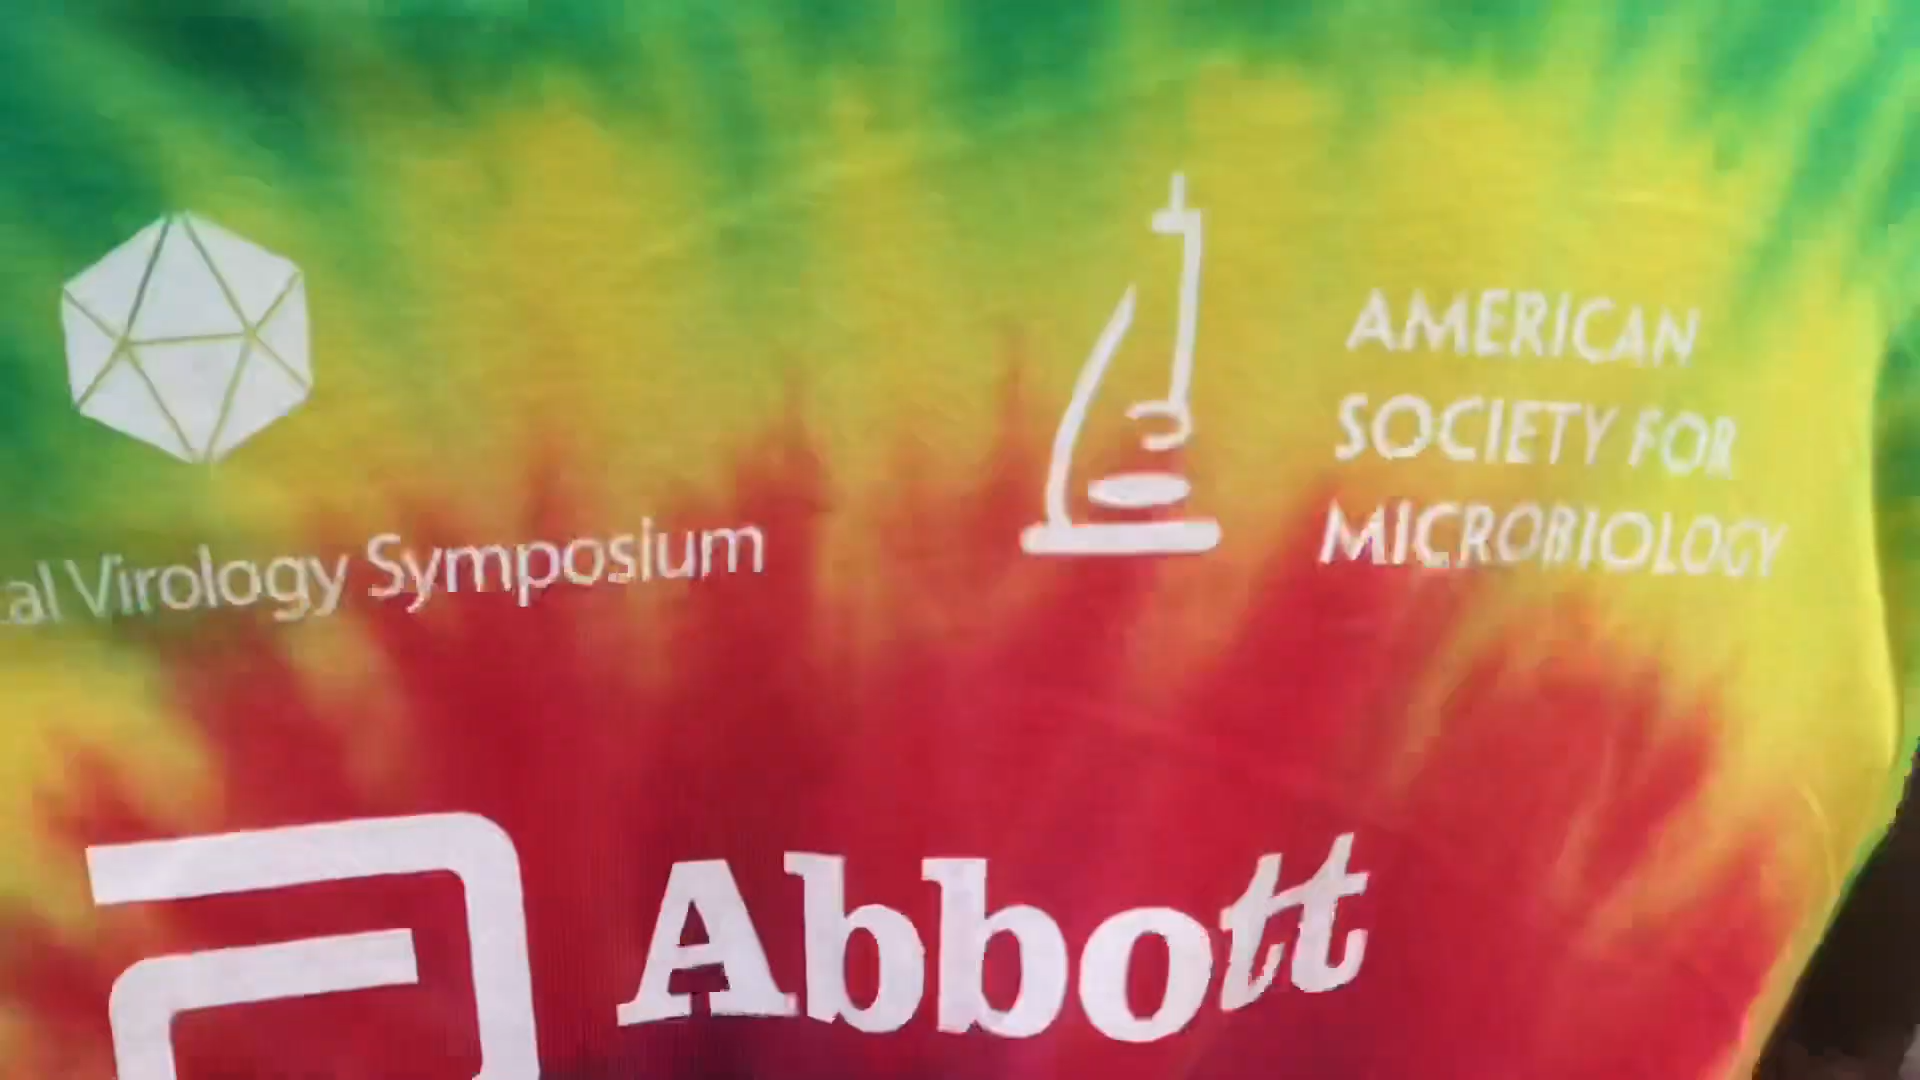 al Virology Symposium
AMERICAN
SOCIETY FOR
MICROBIOLOGY
Abbott